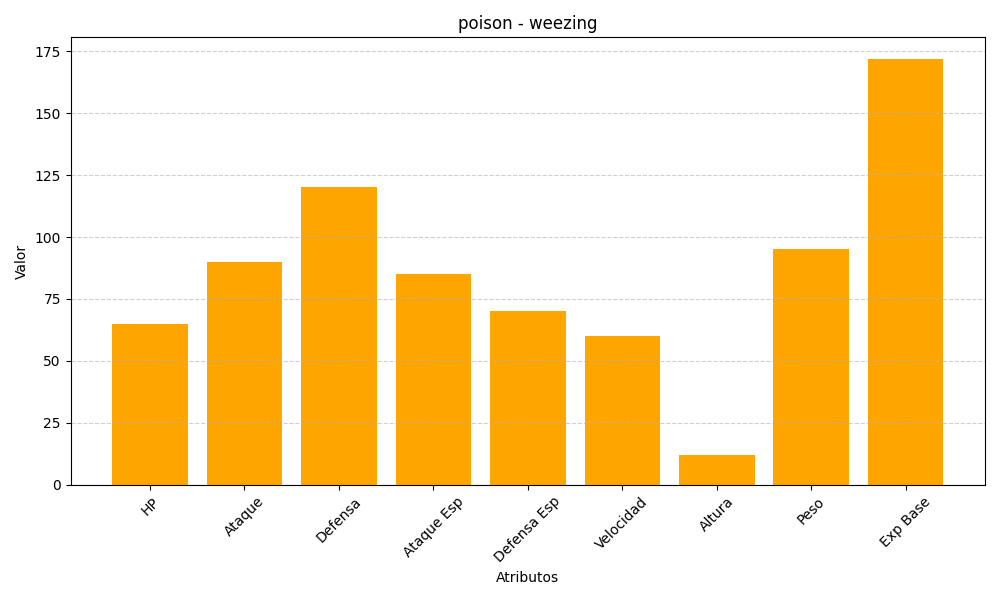 poison - weezing
175
150
125
100
75
50
25
0
Valor
HP
Ataque
Defensa
Ataque Esp
Defensa Esp
Velocidad
Altura
Peso
Exp Base
Atributos